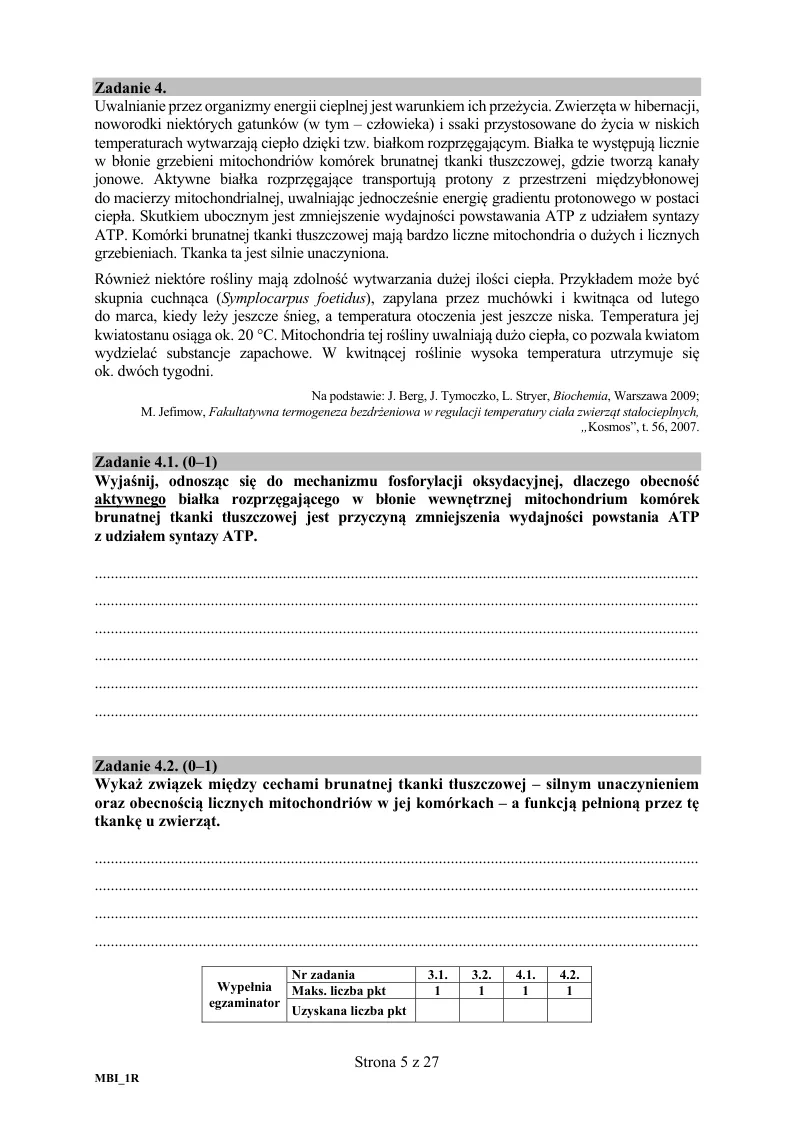 Zadanie 4.
Uwalnianie przez organizmy energii cieplnej jest warunkiem ich przeżycia. Zwierzęta w hibernacji,
noworodki niektórych gatunków (w tym – człowieka) i ssaki przystosowane do życia w niskich
temperaturach wytwarzają ciepło dzięki tzw. białkom rozprzęgającym. Białka te występują licznie
w błonie grzebieni mitochondriów komórek brunatnej tkanki tłuszczowej, gdzie tworzą kanały
jonowe. Aktywne białka rozprzęgające transportują protony z przestrzeni międzybłonowej
do macierzy mitochondrialnej, uwalniając jednocześnie energię gradientu protonowego w postaci
ciepła. Skutkiem ubocznym jest zmniejszenie wydajności powstawania ATP z udziałem syntazy
ATP. Komórki brunatnej tkanki tłuszczowej mają bardzo liczne mitochondria o dużych i licznych
grzebieniach. Tkanka ta jest silnie unaczyniona.
Również niektóre rośliny mają zdolność wytwarzania dużej ilości ciepła. Przykładem może być
skupnia cuchnąca (Symplocarpus foetidus), zapylana przez muchówki i kwitnąca od lutego
do marca, kiedy leży jeszcze śnieg, a temperatura otoczenia jest jeszcze niska. Temperatura jej
kwiatostanu osiąga ok. 20 °C. Mitochondria tej rośliny uwalniają dużo ciepła, co pozwala kwiatom
wydzielać substancje zapachowe. W kwitnącej roślinie wysoka temperatura utrzymuje się
ok. dwóch tygodni.
Na podstawie: J. Berg, J. Tymoczko, L. Stryer, Biochemia, Warszawa 2009;
M. Jefimow, Fakultatywna termogeneza bezdrżeniowa w regulacji temperatury ciała zwierząt stałocieplnych,
„Kosmos”, t. 56, 2007.
Zadanie 4.1. (0–1)
Wyjaśnij, odnosząc się do mechanizmu fosforylacji oksydacyjnej, dlaczego obecność
aktywnego białka rozprzęgającego w błonie wewnętrznej mitochondrium komórek
brunatnej tkanki tłuszczowej jest przyczyną zmniejszenia wydajności powstania ATP
z udziałem syntazy ATP.
Zadanie 4.2. (0–1)
Wykaż związek między cechami brunatnej tkanki tłuszczowej – silnym unaczynieniem
oraz obecnością licznych mitochondriów w jej komórkach – a funkcją pełnioną przez tę
tkankę u zwierząt.
Wypełnia egzaminator
Nr zadania 3.1. 3.2. 4.1. 4.2.
Maks. liczba pkt 1 1 1 1
Uzyskana liczba pkt
Strona 5 z 27
MBI_1R